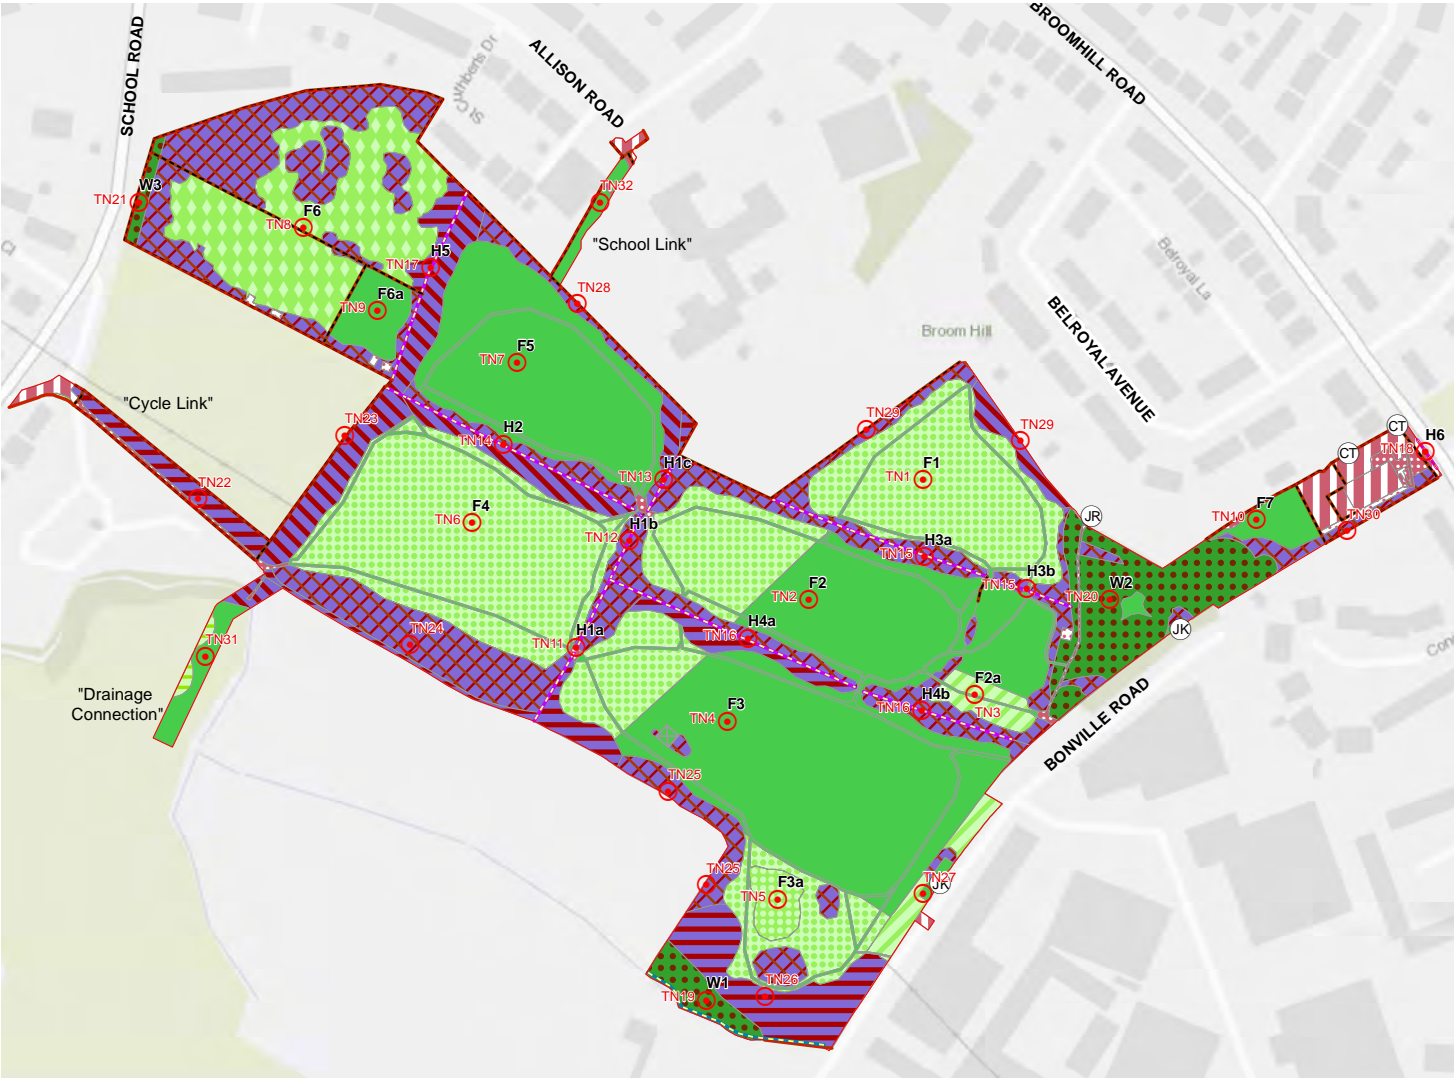 SCHOOL ROAD
ALLISON ROAD
BROOMHILL ROAD
W3
TN21
F6
TN8
H5
TN17
F6a
TN9
TN32
"School Link"
TN28
Belroyal La
Broom Hill
BELROYAL AVENUE
F5
TN7
"Cycle Link"
TN23
H2
TN14
H1c
TN13
TN29
TN29
F1
TN1
CT
CT
H6
TN18
TN22
F4
TN6
H1b
TN12
JR
F7
TN10
TN30
H3a
TN15
H3b
TN15
F2
TN2
W2
TN20
JK
H1a
TN11
H4a
TN16
TN24
TN31
"Drainage
Connection"
F2a
TN3
H4b
TN16
F3
TN4
BONVILLE ROAD
TN25
TN25
F3a
TN5
TN27
JK
W1
TN19
TN26